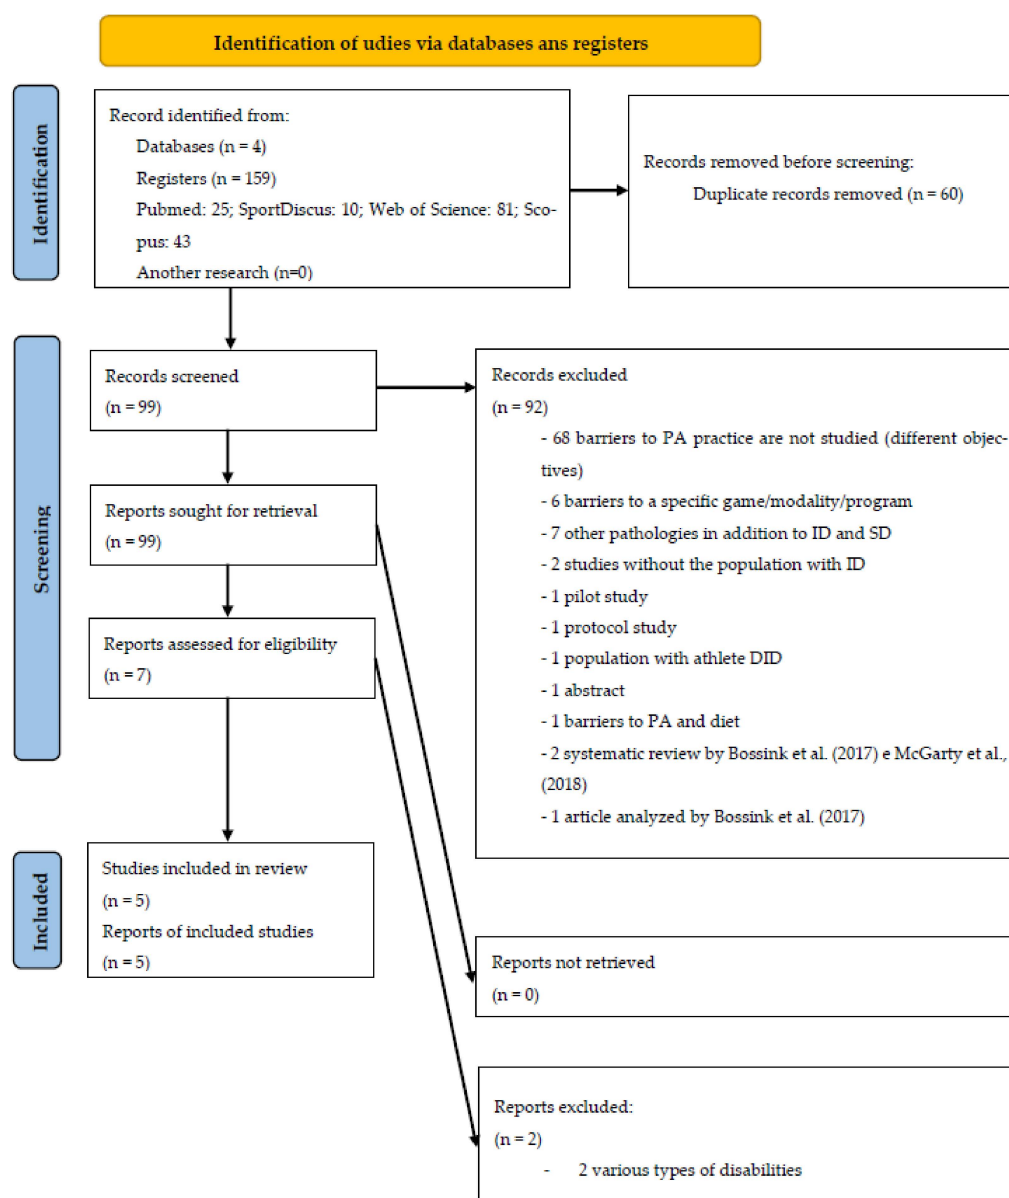 Identification of udies via databases ans registers
Identification
Record identified from:
Databases (n = 4)
Registers (n = 159)
Pubmed: 25; SportDiscus: 10; Web of Science: 81; Sco-
pus: 43
Another research (n=0)
Records removed before screening:
Duplicate records removed (n = 60)
Screening
Records screened
(n = 99)
Records excluded
(n = 92)
- 68 barriers to PA practice are not studied (different objec-
tives)
- 6 barriers to a specific game/modality/program
- 7 other pathologies in addition to ID and SD
- 2 studies without the population with ID
- 1 pilot study
- 1 protocol study
- 1 population with athlete DID
- 1 abstract
- 1 barriers to PA and diet
- 2 systematic review by Bossink et al. (2017) e McGarty et al.,
(2018)
- 1 article analyzed by Bossink et al. (2017)
Reports sought for retrieval
(n = 99)
Reports assessed for eligibility
(n = 7)
Included
Studies included in review
(n = 5)
Reports of included studies
(n = 5)
Reports not retrieved
(n = 0)
Reports excluded:
(n = 2)
- 2 various types of disabilities